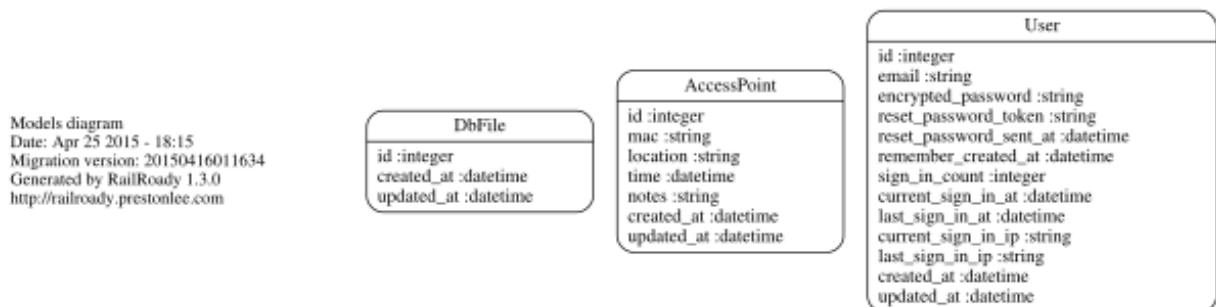 Models diagram
Date: Apr 25 2015 - 18:15
Migration version: 20150416011634
Generated by RailRoady 1.3.0
http://railroady.prestonlee.com
DbFile
id :integer
created_at :datetime
updated_at :datetime
AccessPoint
id :integer
mac :string
location :string
time :datetime
notes :string
created_at :datetime
updated_at :datetime
User
id :integer
email :string
encrypted_password :string
reset_password_token :string
reset_password_sent_at :datetime
remember_created_at :datetime
sign_in_count :integer
current_sign_in_at :datetime
last_sign_in_at :datetime
current_sign_in_ip :string
last_sign_in_ip :string
created_at :datetime
updated_at :datetime